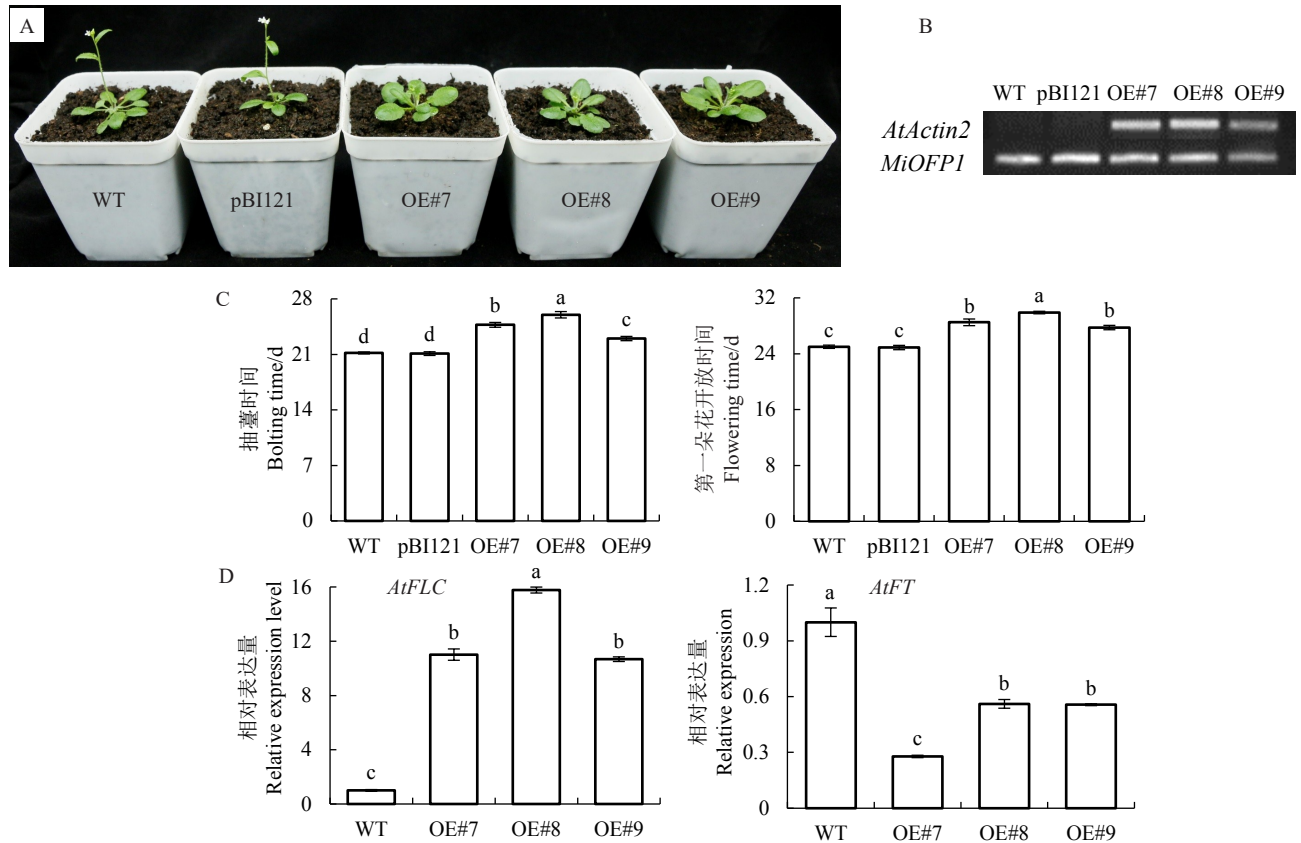 A
WT
pBI121
OE#7
OE#8
OE#9
B
WT pBI121 OE#7 OE#8 OE#9
AtActin2
MiOFP1
C
抽薹时间
Bolting time/d
28
21
14
7
0
d d b a c
WT pBI121 OE#7 OE#8 OE#9
第一朵花开放时间
Flowering time/d
32
24
16
8
0
c c b a b
WT pBI121 OE#7 OE#8 OE#9
D
AtFLC
相对表达量
Relative expression level
16
12
8
4
0
c b a b
WT OE#7 OE#8 OE#9
AtFT
相对表达量
Relative expression
1.2
0.9
0.6
0.3
0
a c b b
WT OE#7 OE#8 OE#9